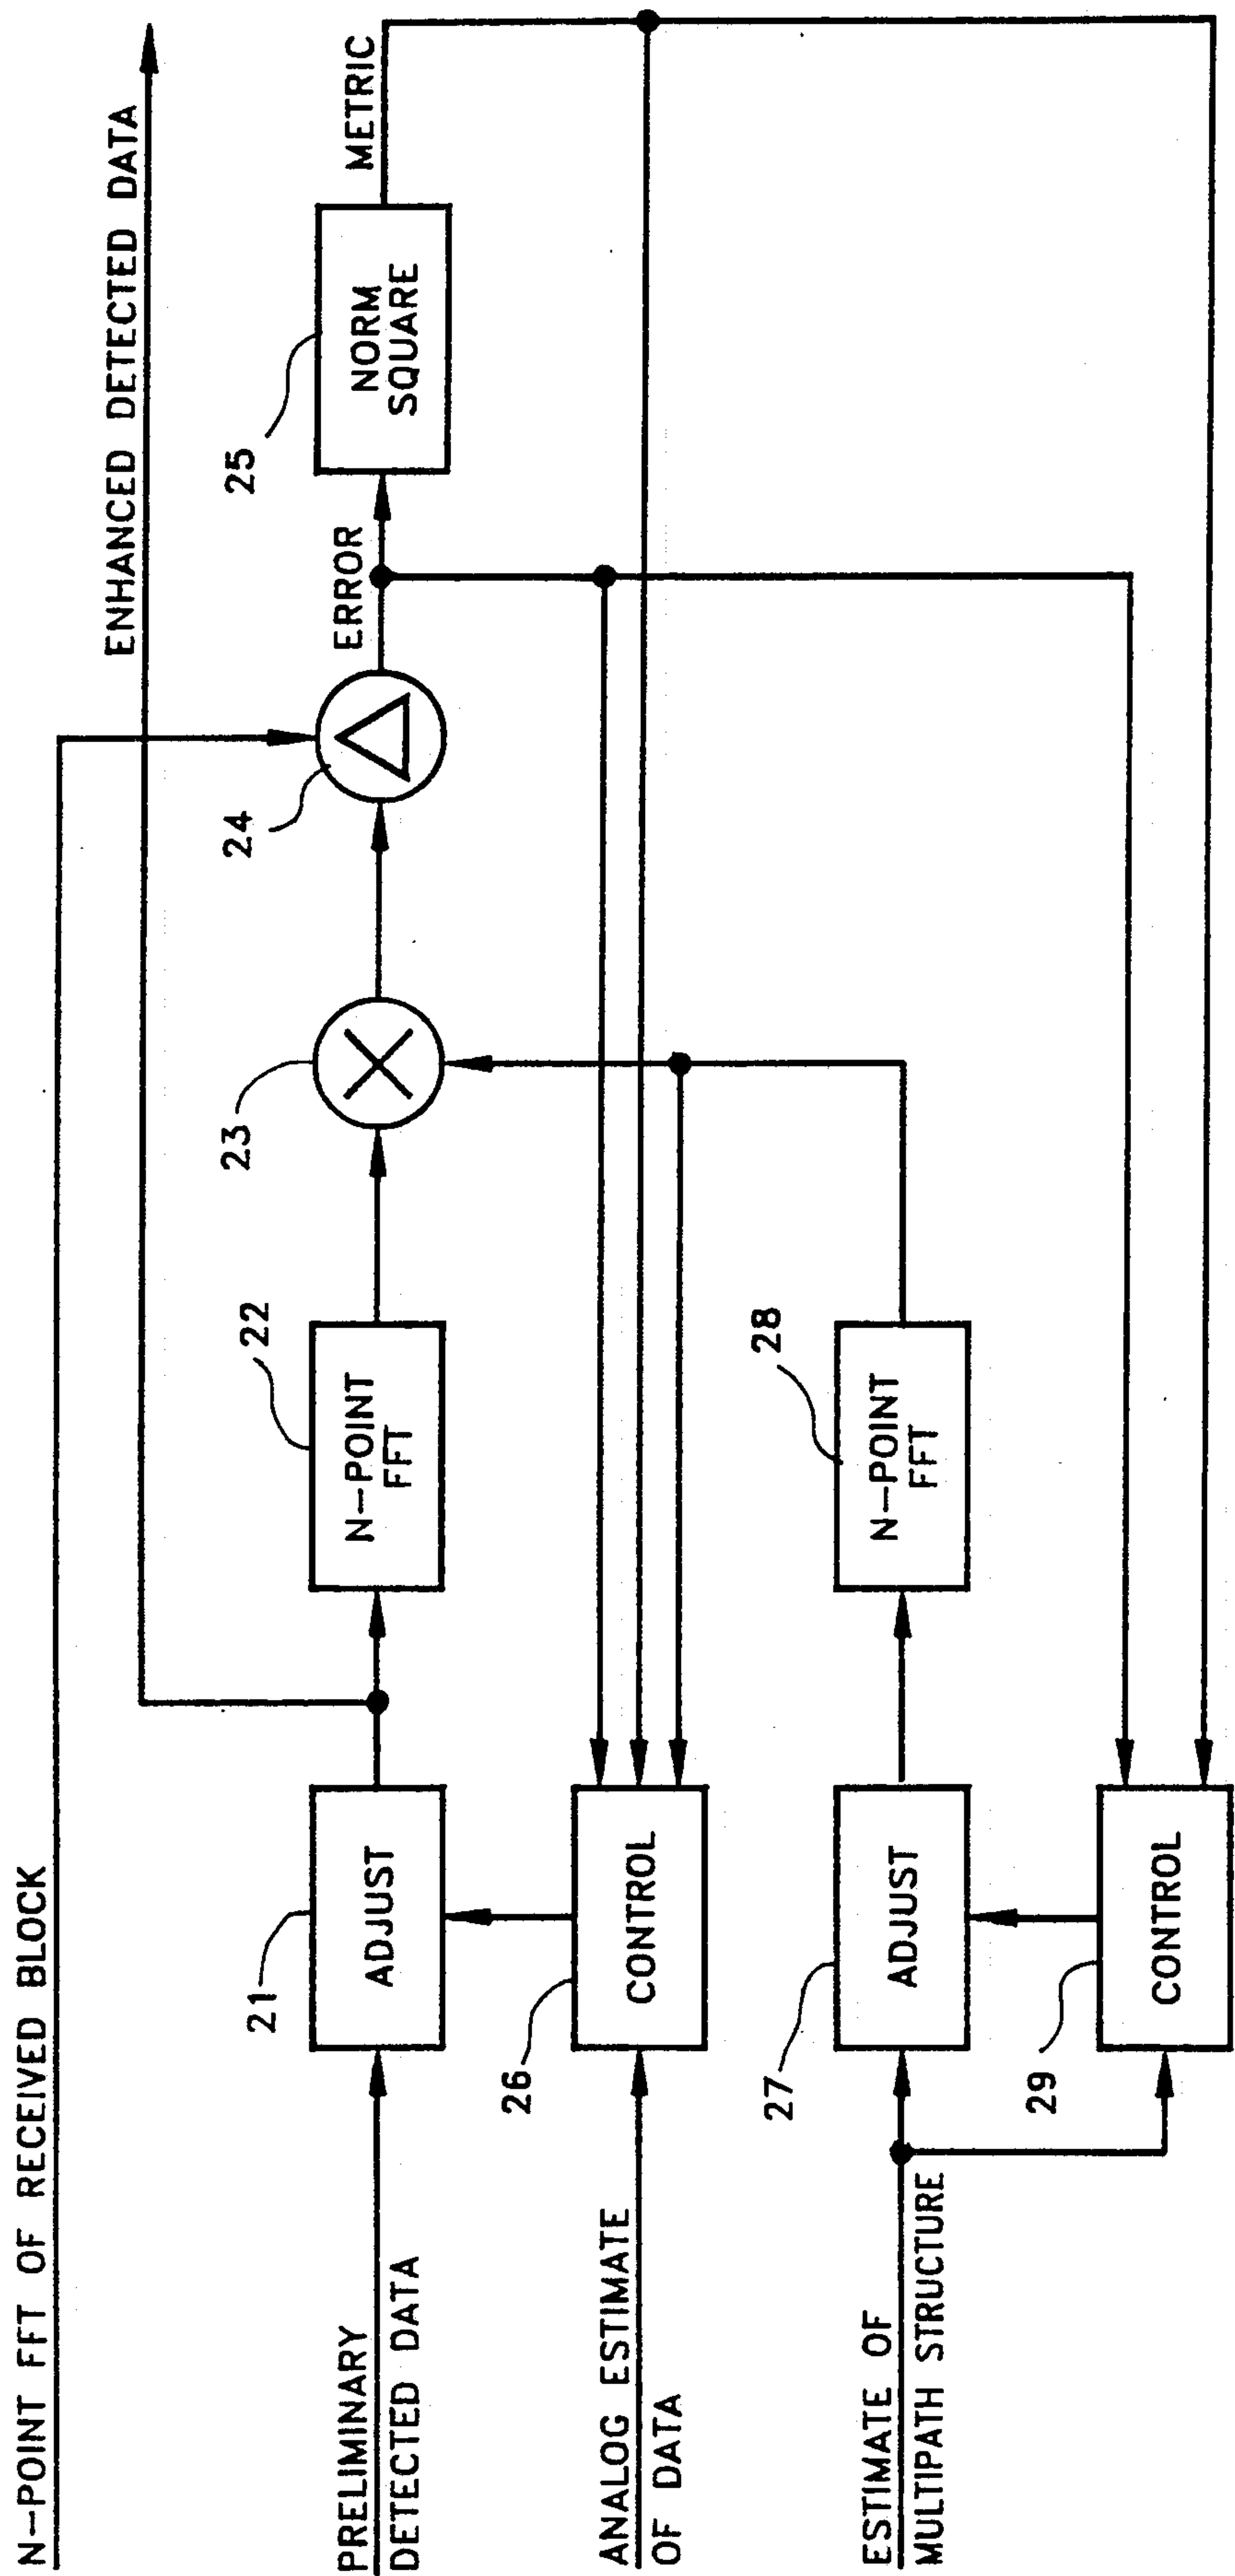 N-POINT FFT OF RECEIVED BLOCK
ENHANCED DETECTED DATA
PRELIMINARY
DETECTED DATA
21
ADJUST
22
N-POINT
FFT
23
24
ERROR
25
NORM
SQUARE
METRIC
ANALOG ESTIMATE
OF DATA
26
CONTROL
ESTIMATE OF
MULTIPATH STRUCTURE
27
ADJUST
28
N-POINT
FFT
29
CONTROL